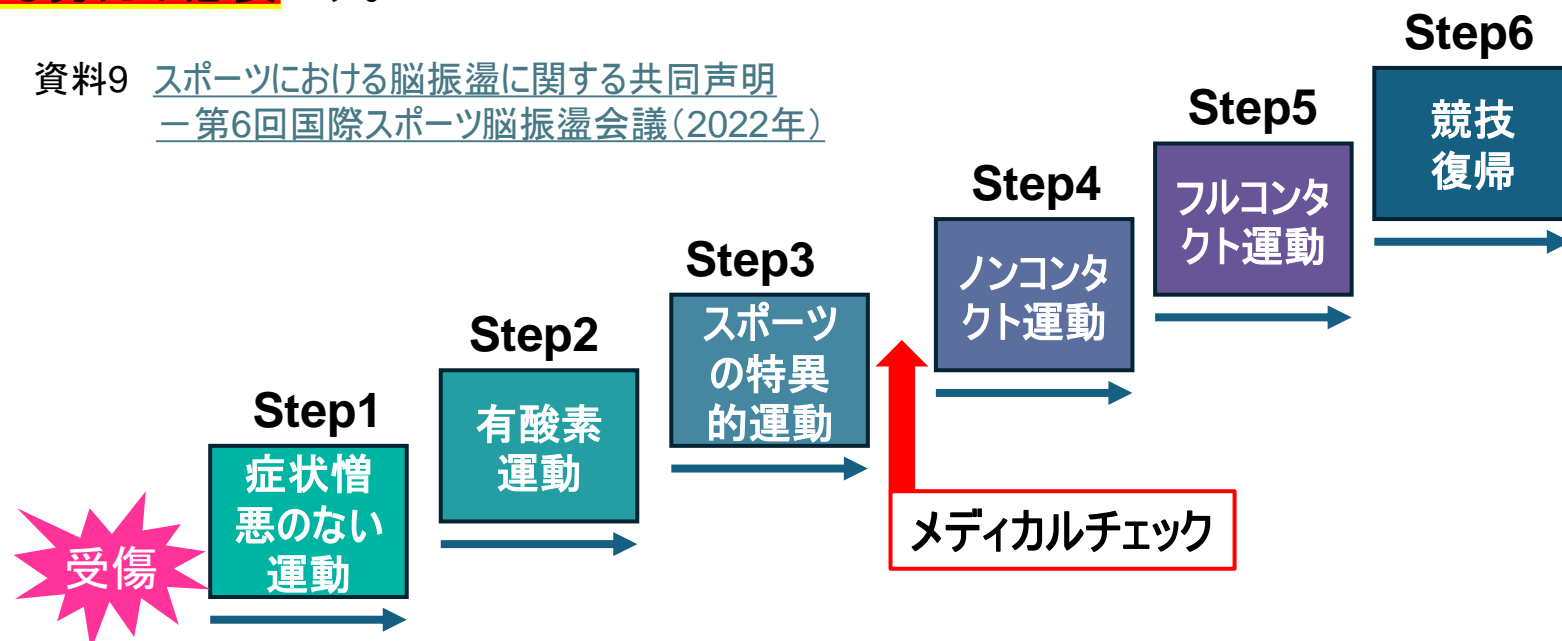 資料9 スポーツにおける脳振盪に関する共同声明
－第6回国際スポーツ脳振盪会議（2022年）
Step6
競技
復帰
Step5
フルコンタ
クト運動
Step4
ノンコンタ
クト運動
Step3
スポーツ
の特異
的運動
メディカルチェック
Step2
有酸素
運動
Step1
症状憎
悪のない
運動
受傷